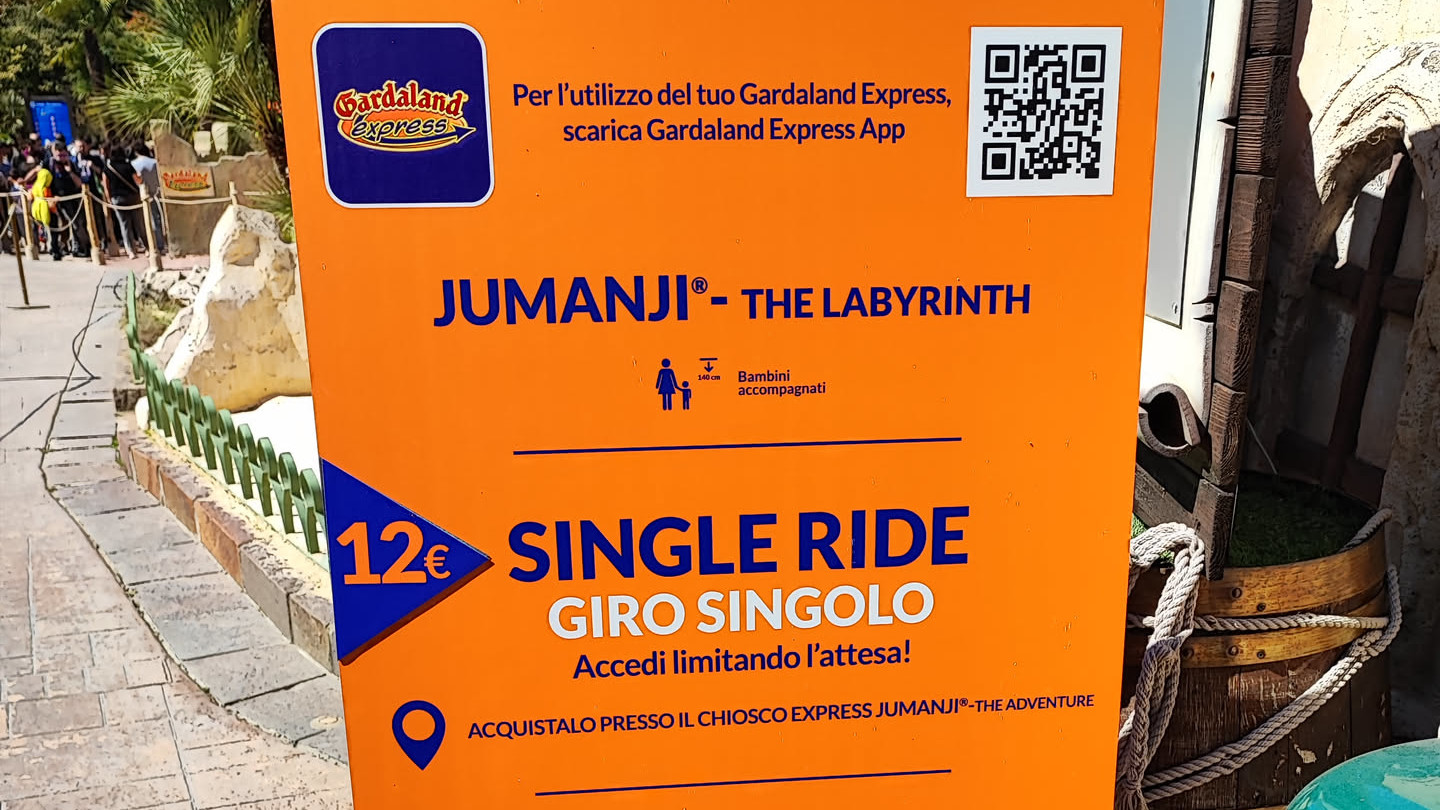 Gardaland
express
Per l'utilizzo del tuo Gardaland Express,
scarica Gardaland Express App
JUMANJI®- THE LABYRINTH
140 cm
Bambini
accompagnati
12€
SINGLE RIDE
GIRO SINGOLO
Accedi limitando l'attesa!
ACQUISTALO PRESSO IL CHIOSCO EXPRESS JUMANJI®-THE ADVENTURE